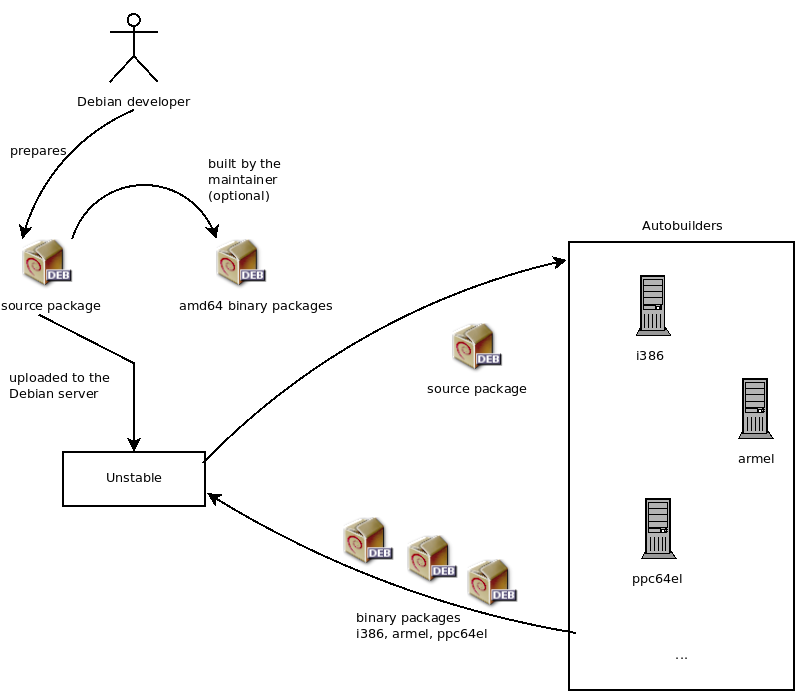 Debian developer
prepares
built by the
maintainer
(optional)
DEB
DEB
source package
amd64 binary packages
uploaded to the
Debian server
Unstable
Autobuilders
DEB
source package
i386
armel
ppc64el
...
DEB
DEB
DEB
binary packages
i386, armel, ppc64el